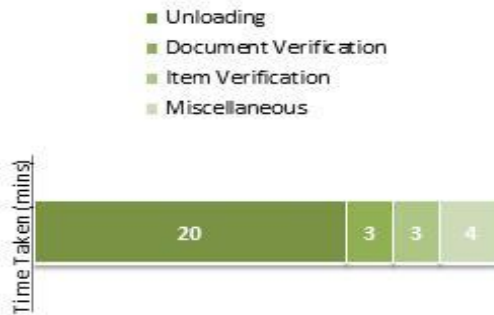 Unloading
Document Verification
Item Verification
Miscellaneous
Time Taken (mins)
20 3 3 4